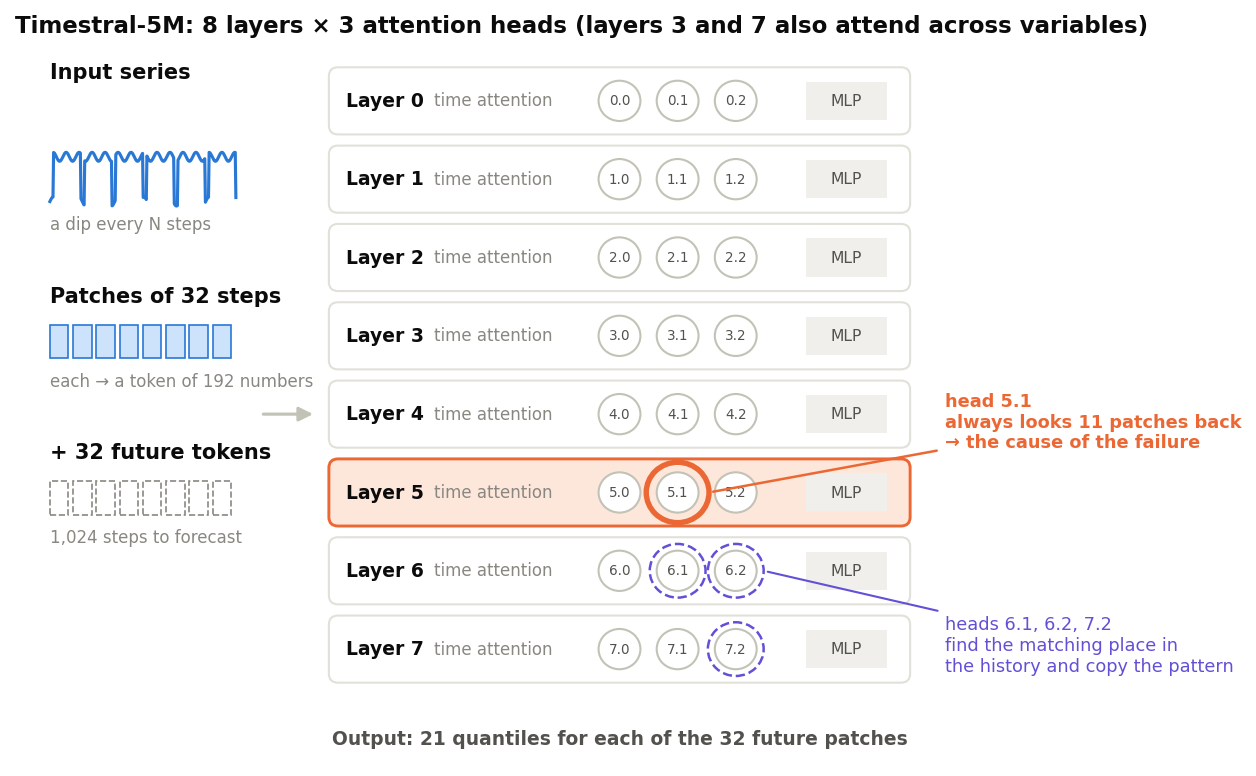 Timestral-5M: 8 layers × 3 attention heads (layers 3 and 7 also attend across variables)
Input series
a dip every N steps
Patches of 32 steps
each → a token of 192 numbers
+ 32 future tokens
1,024 steps to forecast
Layer 0 time attention 0.0 0.1 0.2 MLP
Layer 1 time attention 1.0 1.1 1.2 MLP
Layer 2 time attention 2.0 2.1 2.2 MLP
Layer 3 time attention 3.0 3.1 3.2 MLP
Layer 4 time attention 4.0 4.1 4.2 MLP
Layer 5 time attention 5.0 5.1 5.2 MLP
Layer 6 time attention 6.0 6.1 6.2 MLP
Layer 7 time attention 7.0 7.1 7.2 MLP
head 5.1
always looks 11 patches back
→ the cause of the failure
heads 6.1, 6.2, 7.2
find the matching place in
the history and copy the pattern
Output: 21 quantiles for each of the 32 future patches